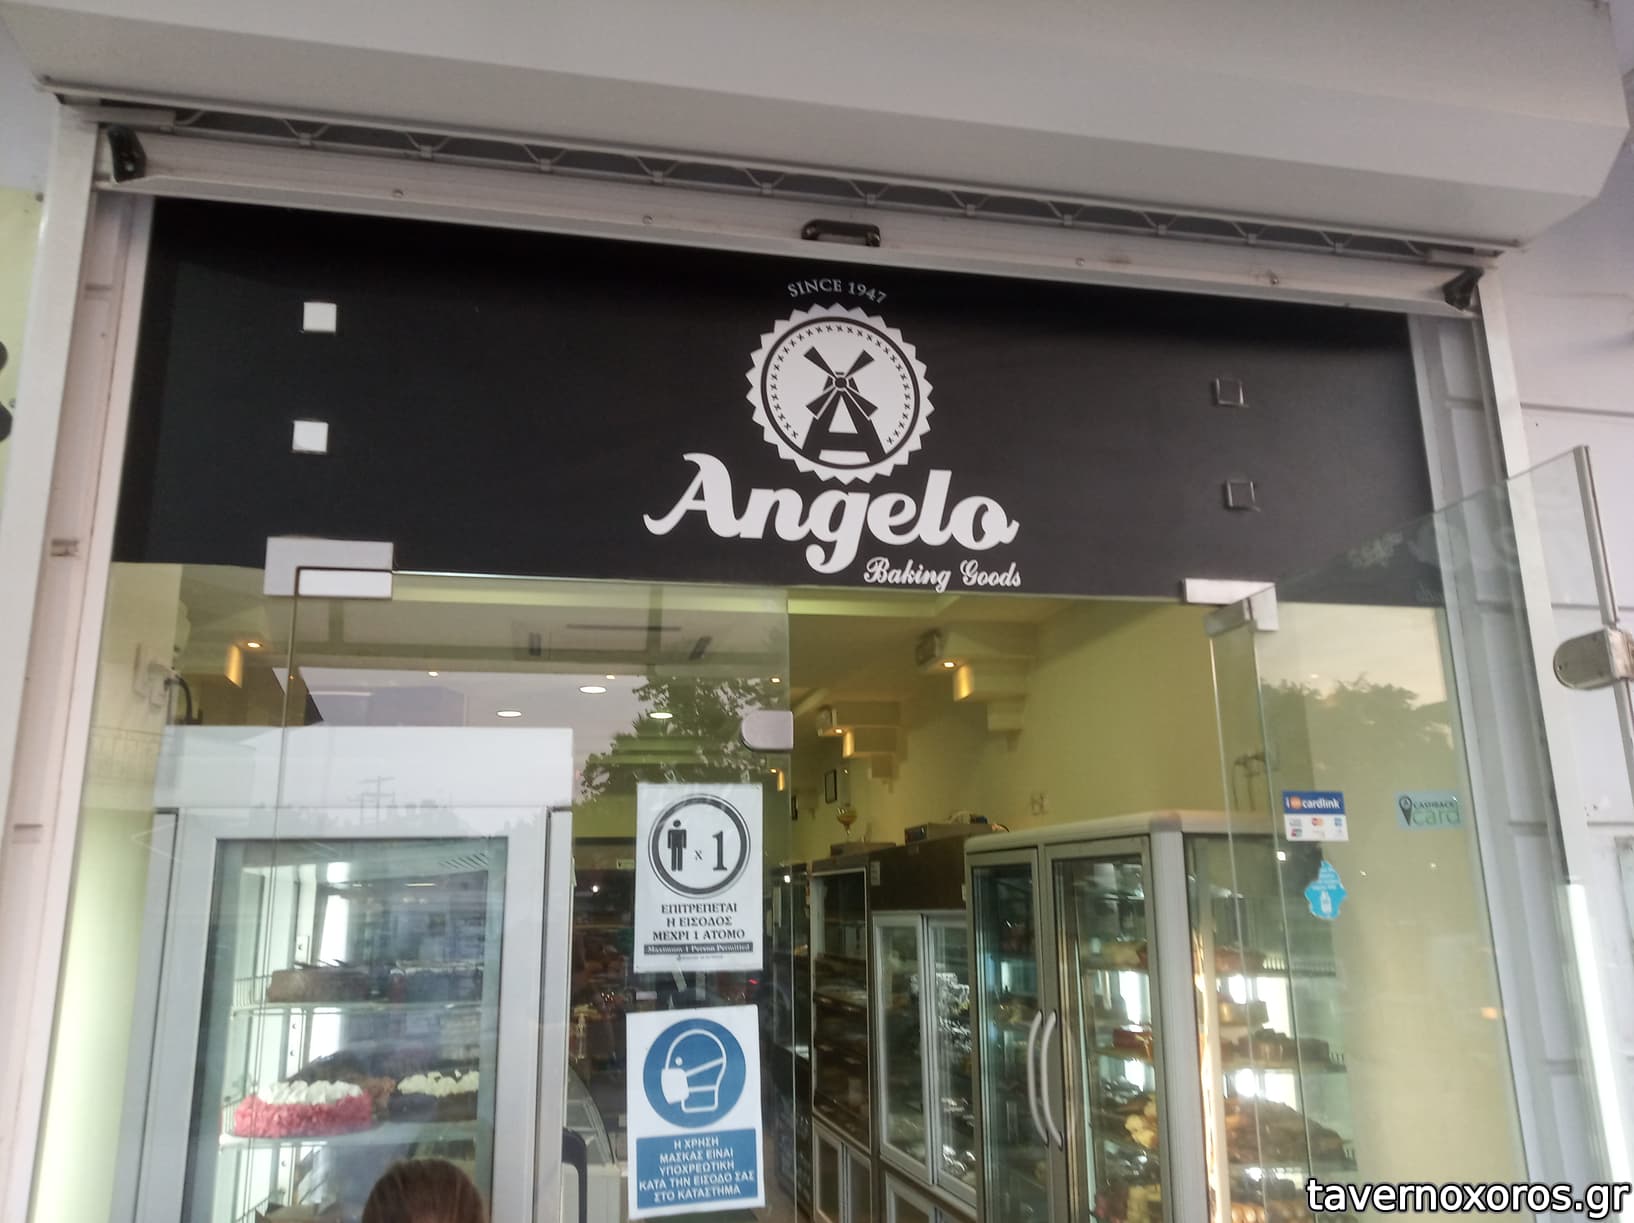 SINCE 1947
Angelo
Baking Goods
x 1
ΕΠΙΤΡΕΠΕΤΑΙ
Η ΕΙΣΟΔΟΣ
ΜΕΧΡΙ 1 ΑΤΟΜΟ
Maximum 1 Person Permitted
cardlink
CASHBACK
card
Η ΧΡΗΣΗ
ΜΑΣΚΑΣ ΕΙΝΑΙ
ΥΠΟΧΡΕΩΤΙΚΗ
ΚΑΤΑ ΤΗΝ ΕΙΣΟΔΟ ΣΑΣ
ΣΤΟ ΚΑΤΑΣΤΗΜΑ
tavernoxoros.gr